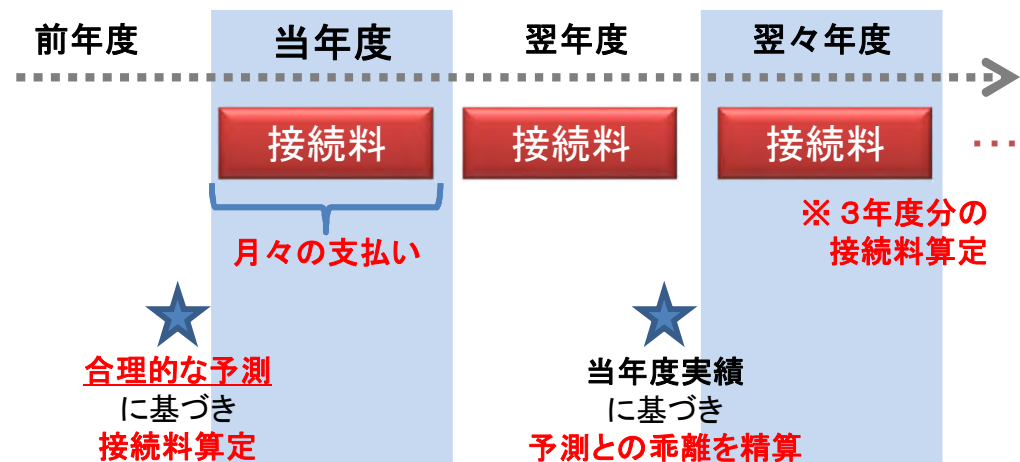 前年度
当年度
翌年度
翌々年度
接続料
接続料
接続料
…
月々の支払い
※ 3年度分の
接続料算定
合理的な予測
に基づき
接続料算定
当年度実績
に基づき
予測との乖離を精算